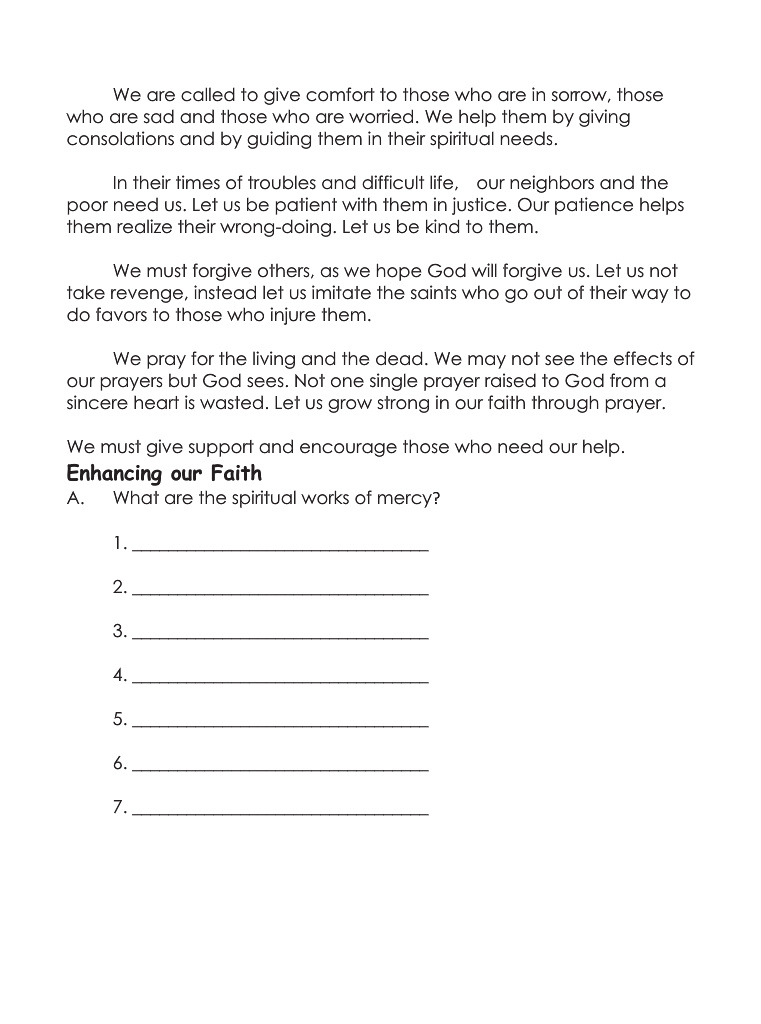 We are called to give comfort to those who are in sorrow, those
who are sad and those who are worried. We help them by giving
consolations and by guiding them in their spiritual needs.
In their times of troubles and difficult life, our neighbors and the
poor need us. Let us be patient with them in justice. Our patience helps
them realize their wrong-doing. Let us be kind to them.
We must forgive others, as we hope God will forgive us. Let us not
take revenge, instead let us imitate the saints who go out of their way to
do favors to those who injure them.
We pray for the living and the dead. We may not see the effects of
our prayers but God sees. Not one single prayer raised to God from a
sincere heart is wasted. Let us grow strong in our faith through prayer.
We must give support and encourage those who need our help.
Enhancing our Faith
A. What are the spiritual works of mercy?
1. _________________________________
2. _________________________________
3. _________________________________
4. _________________________________
5. _________________________________
6. _________________________________
7. _________________________________